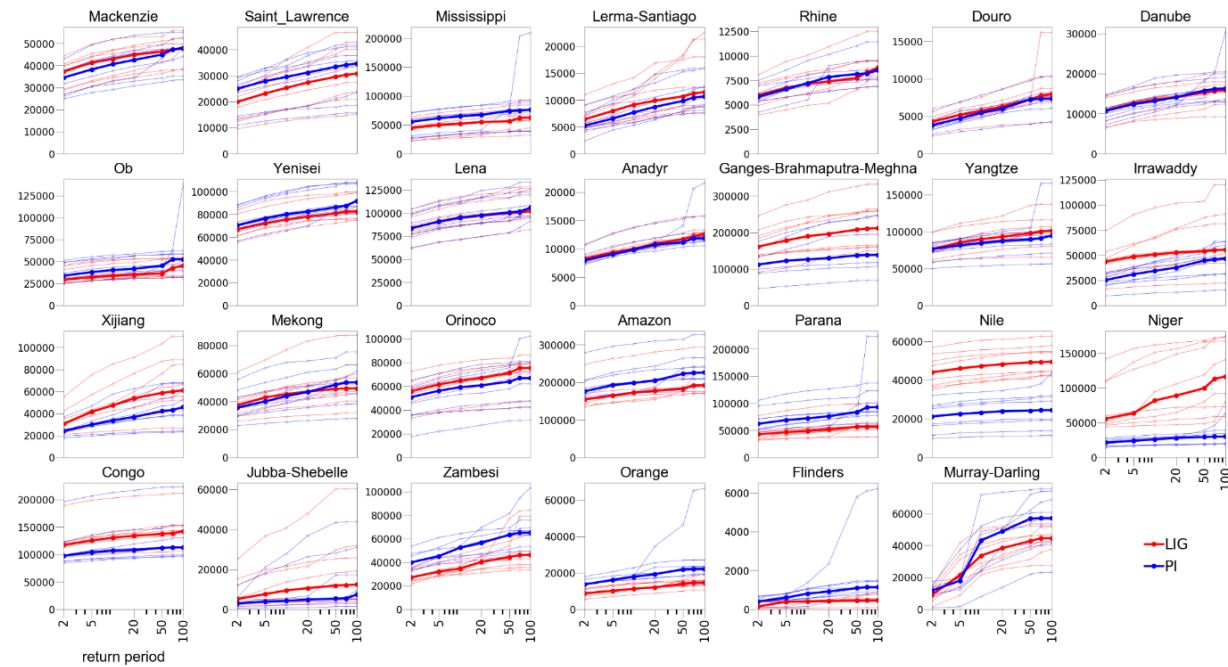 Mackenzie Saint_Lawrence Mississippi Lerma-Santiago Rhine Douro Danube
50000 40000 30000 20000 10000 0
40000 30000 20000 10000 0
200000 150000 100000 50000 0
20000 15000 10000 5000 0
12500 10000 7500 5000 2500 0
15000 10000 5000 0
30000 20000 10000 0
Ob Yenisei Lena Anadyr Ganges-Brahmaputra-Meghna Yangtze Irrawaddy
125000 100000 75000 50000 25000 0
100000 80000 60000 40000 20000 0
125000 100000 75000 50000 25000 0
20000 15000 10000 5000 0
300000 200000 100000 0
150000 100000 50000 0
125000 100000 75000 50000 25000 0
Xijiang Mekong Orinoco Amazon Parana Nile Niger
100000 80000 60000 40000 20000 0
80000 60000 40000 20000 0
100000 80000 60000 40000 20000 0
300000 200000 100000 0
200000 150000 100000 50000 0
60000 40000 20000 0
150000 100000 50000 0
2 5 20 50 100
Congo Jubba-Shebelle Zambesi Orange Flinders Murray-Darling
200000 150000 100000 50000 0
60000 40000 20000 0
100000 80000 60000 40000 20000 0
60000 40000 20000 0
6000 4000 2000 0
80000 60000 40000 20000 0
LIG
PI
2 5 20 50 100
2 5 20 50 100
2 5 20 50 100
2 5 20 50 100
2 5 20 50 100
2 5 20 50 100
return period